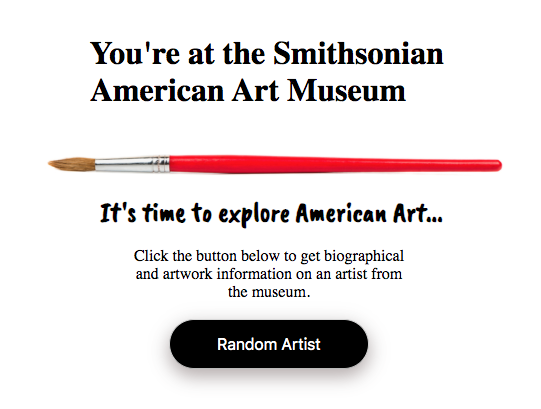 You're at the Smithsonian
American Art Museum
It's time to explore American Art...
Click the button below to get biographical
and artwork information on an artist from
the museum.
Random Artist